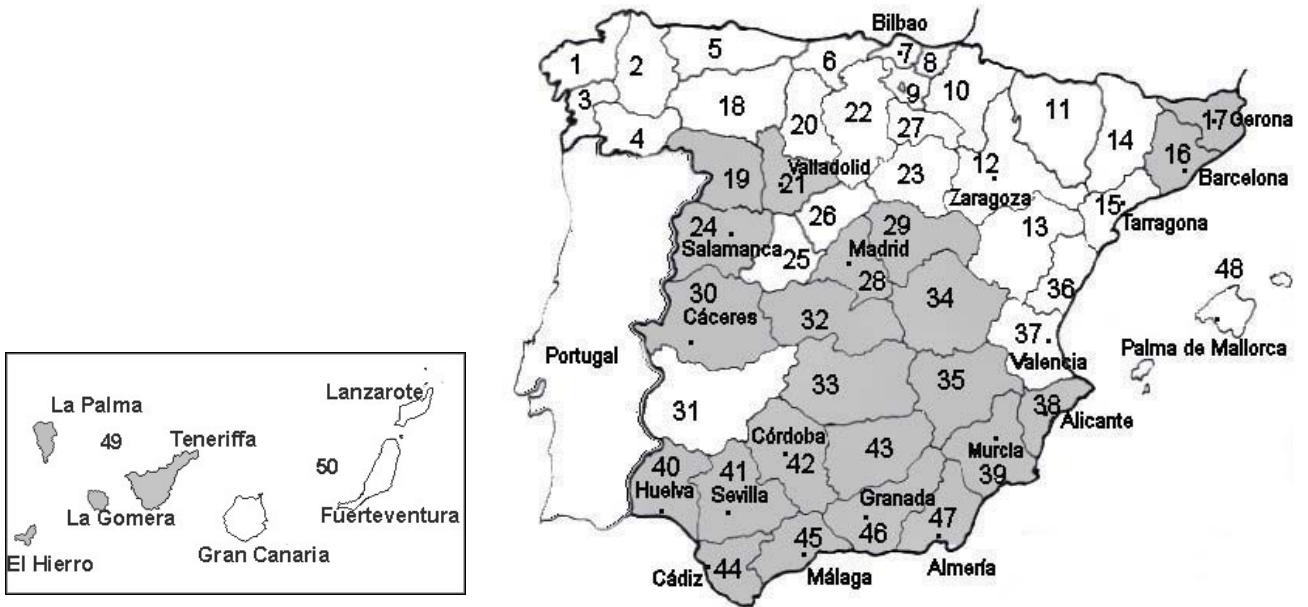 Bilbao
1
2
5
6
7
8
3
4
18
20
22
9
10
27
11
14
17
Gerona
16
Barcelona
19
Valladolid
21
23
12
Zaragoza
15
Tarragona
24
Salamanca
26
25
29
Madrid
28
13
36
48
Palma de Mallorca
30
Cáceres
32
34
37
Valencia
Portugal
31
33
35
38
Alicante
Córdoba
42
43
Murcia
39
40
Huelva
41
Sevilla
Granada
46
47
Almería
45
Málaga
Cádiz
44
Lanzarote
La Palma
49
Teneriffa
50
La Gomera
Fuerteventura
El Hierro
Gran Canaria